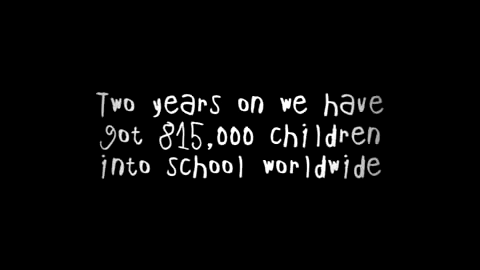 Two years on we have
got 815,000 children
into school worldwide